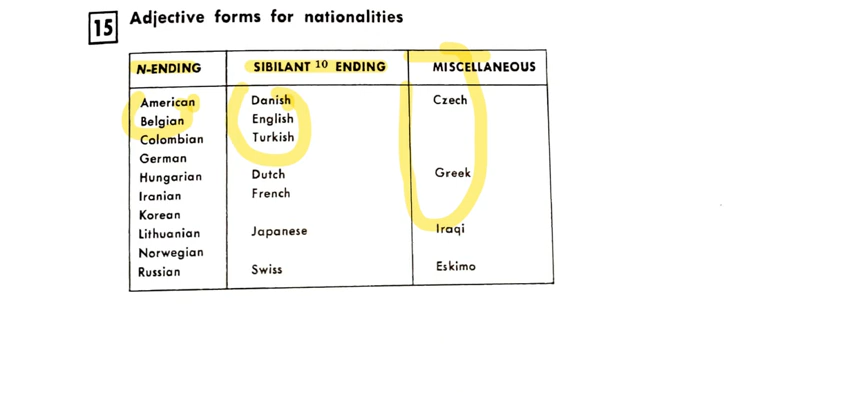 15 Adjective forms for nationalities
N-ENDING SIBILANT 10 ENDING MISCELLANEOUS
American Danish Czech
Belgian English
Colombian Turkish
German
Hungarian Dutch Greek
Iranian French
Korean
Lithuanian Japanese Iraqi
Norwegian
Russian Swiss Eskimo